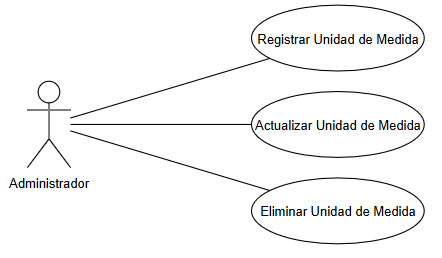 Registrar Unidad de Medida
Actualizar Unidad de Medida
Administrador
Eliminar Unidad de Medida